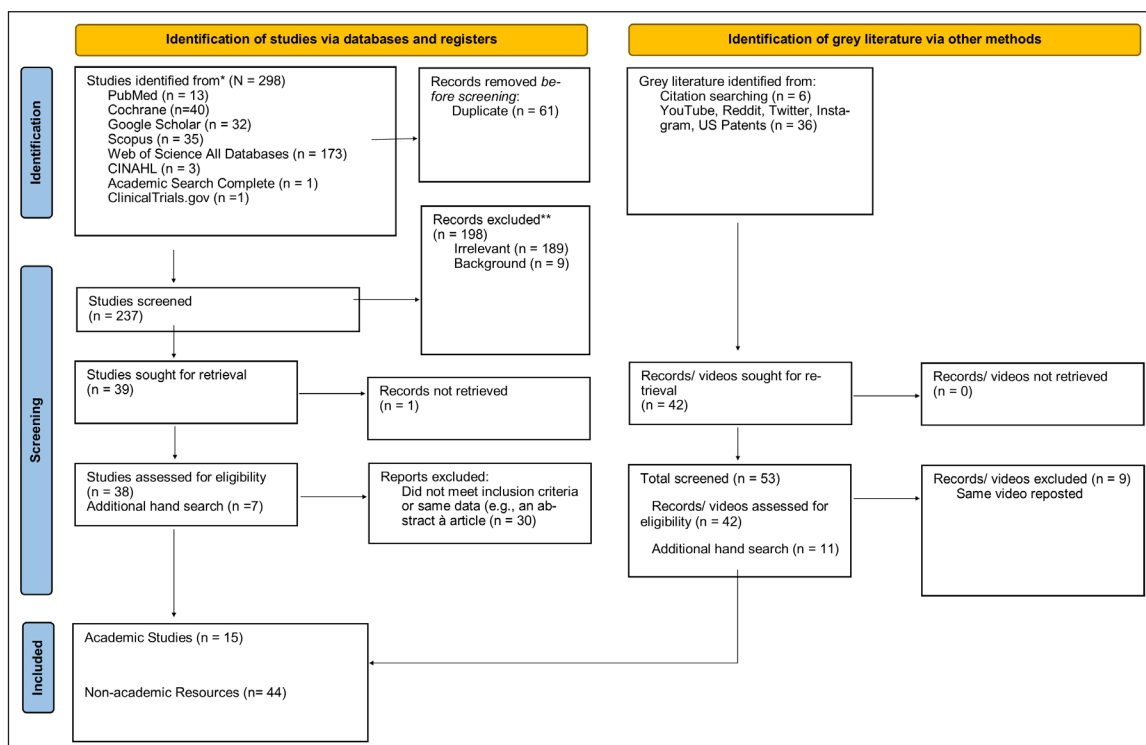 Identification of studies via databases and registers
Identification of grey literature via other methods
Identification
Studies identified from* (N = 298)
PubMed (n = 13)
Cochrane (n=40)
Google Scholar (n = 32)
Scopus (n = 35)
Web of Science All Databases (n = 173)
CINAHL (n = 3)
Academic Search Complete (n = 1)
ClinicalTrials.gov (n =1)
Records removed be-
fore screening:
Duplicate (n = 61)
Grey literature identified from:
Citation searching (n = 6)
YouTube, Reddit, Twitter, Insta-
gram, US Patents (n = 36)
Records excluded**
(n = 198)
Irrelevant (n = 189)
Background (n = 9)
Screening
Studies screened
(n = 237)
Studies sought for retrieval
(n = 39)
Records not retrieved
(n = 1)
Records/ videos sought for re-
trieval
(n = 42)
Records/ videos not retrieved
(n = 0)
Studies assessed for eligibility
(n = 38)
Additional hand search (n =7)
Reports excluded:
Did not meet inclusion criteria
or same data (e.g., an ab-
stract à article (n = 30)
Total screened (n = 53)
Records/ videos assessed for
eligibility (n = 42)
Additional hand search (n = 11)
Records/ videos excluded (n = 9)
Same video reposted
Included
Academic Studies (n = 15)
Non-academic Resources (n= 44)